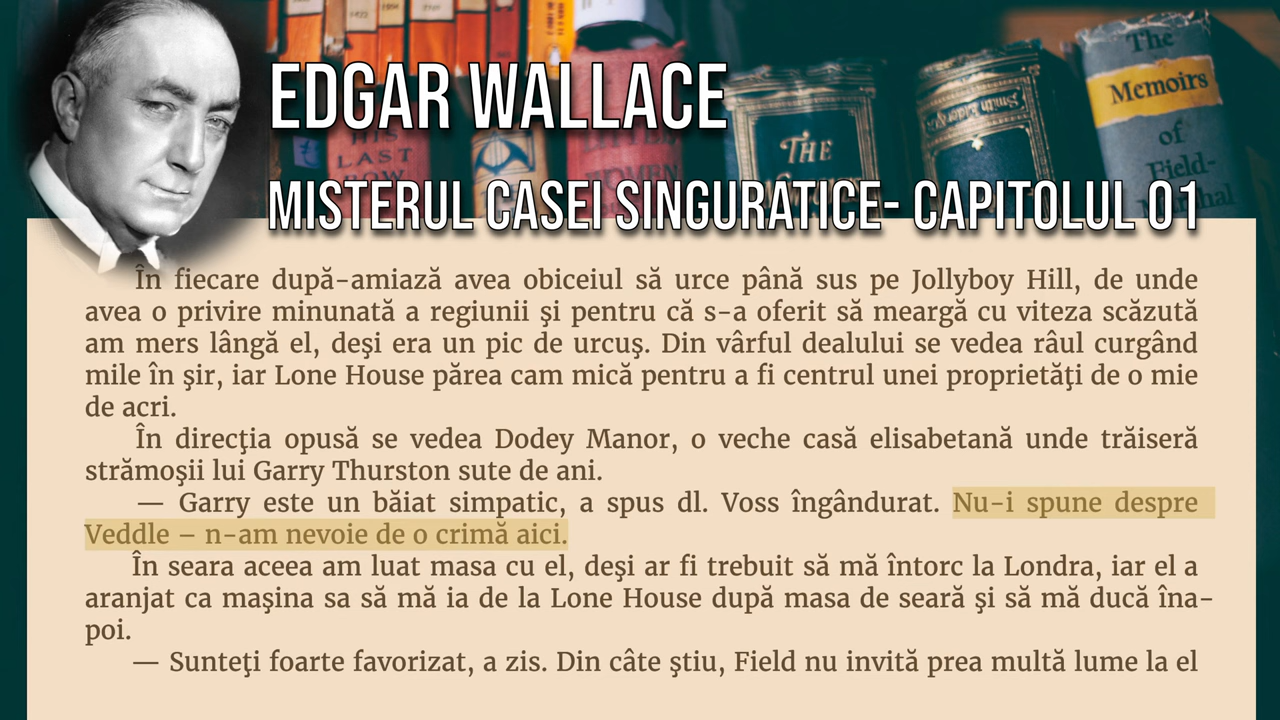 EDGAR WALLACE
MISTERUL CASEI SINGURATICE- CAPITOLUL 01
HIS
LAST
BOW
LITTLE
WOMEN
THE
The
Memoirs
of
Field-
Marshal
În fiecare după-amiază avea obiceiul să urce până sus pe Jollyboy Hill, de unde
avea o privire minunată a regiunii şi pentru că s-a oferit să meargă cu viteza scăzută
am mers lângă el, deşi era un pic de urcuş. Din vârful dealului se vedea râul curgând
mile în şir, iar Lone House părea cam mică pentru a fi centrul unei proprietăţi de o mie
de acri.
În direcţia opusă se vedea Dodey Manor, o veche casă elisabetană unde trăiseră
strămoşii lui Garry Thurston sute de ani.
— Garry este un băiat simpatic, a spus dl. Voss îngândurat. Nu-i spune despre
Veddle – n-am nevoie de o crimă aici.
În seara aceea am luat masa cu el, deşi ar fi trebuit să mă întorc la Londra, iar el a
aranjat ca maşina sa să mă ia de la Lone House după masa de seară şi să mă ducă îna-
poi.
— Sunteţi foarte favorizat, a zis. Din câte ştiu, Field nu invită prea multă lume la el